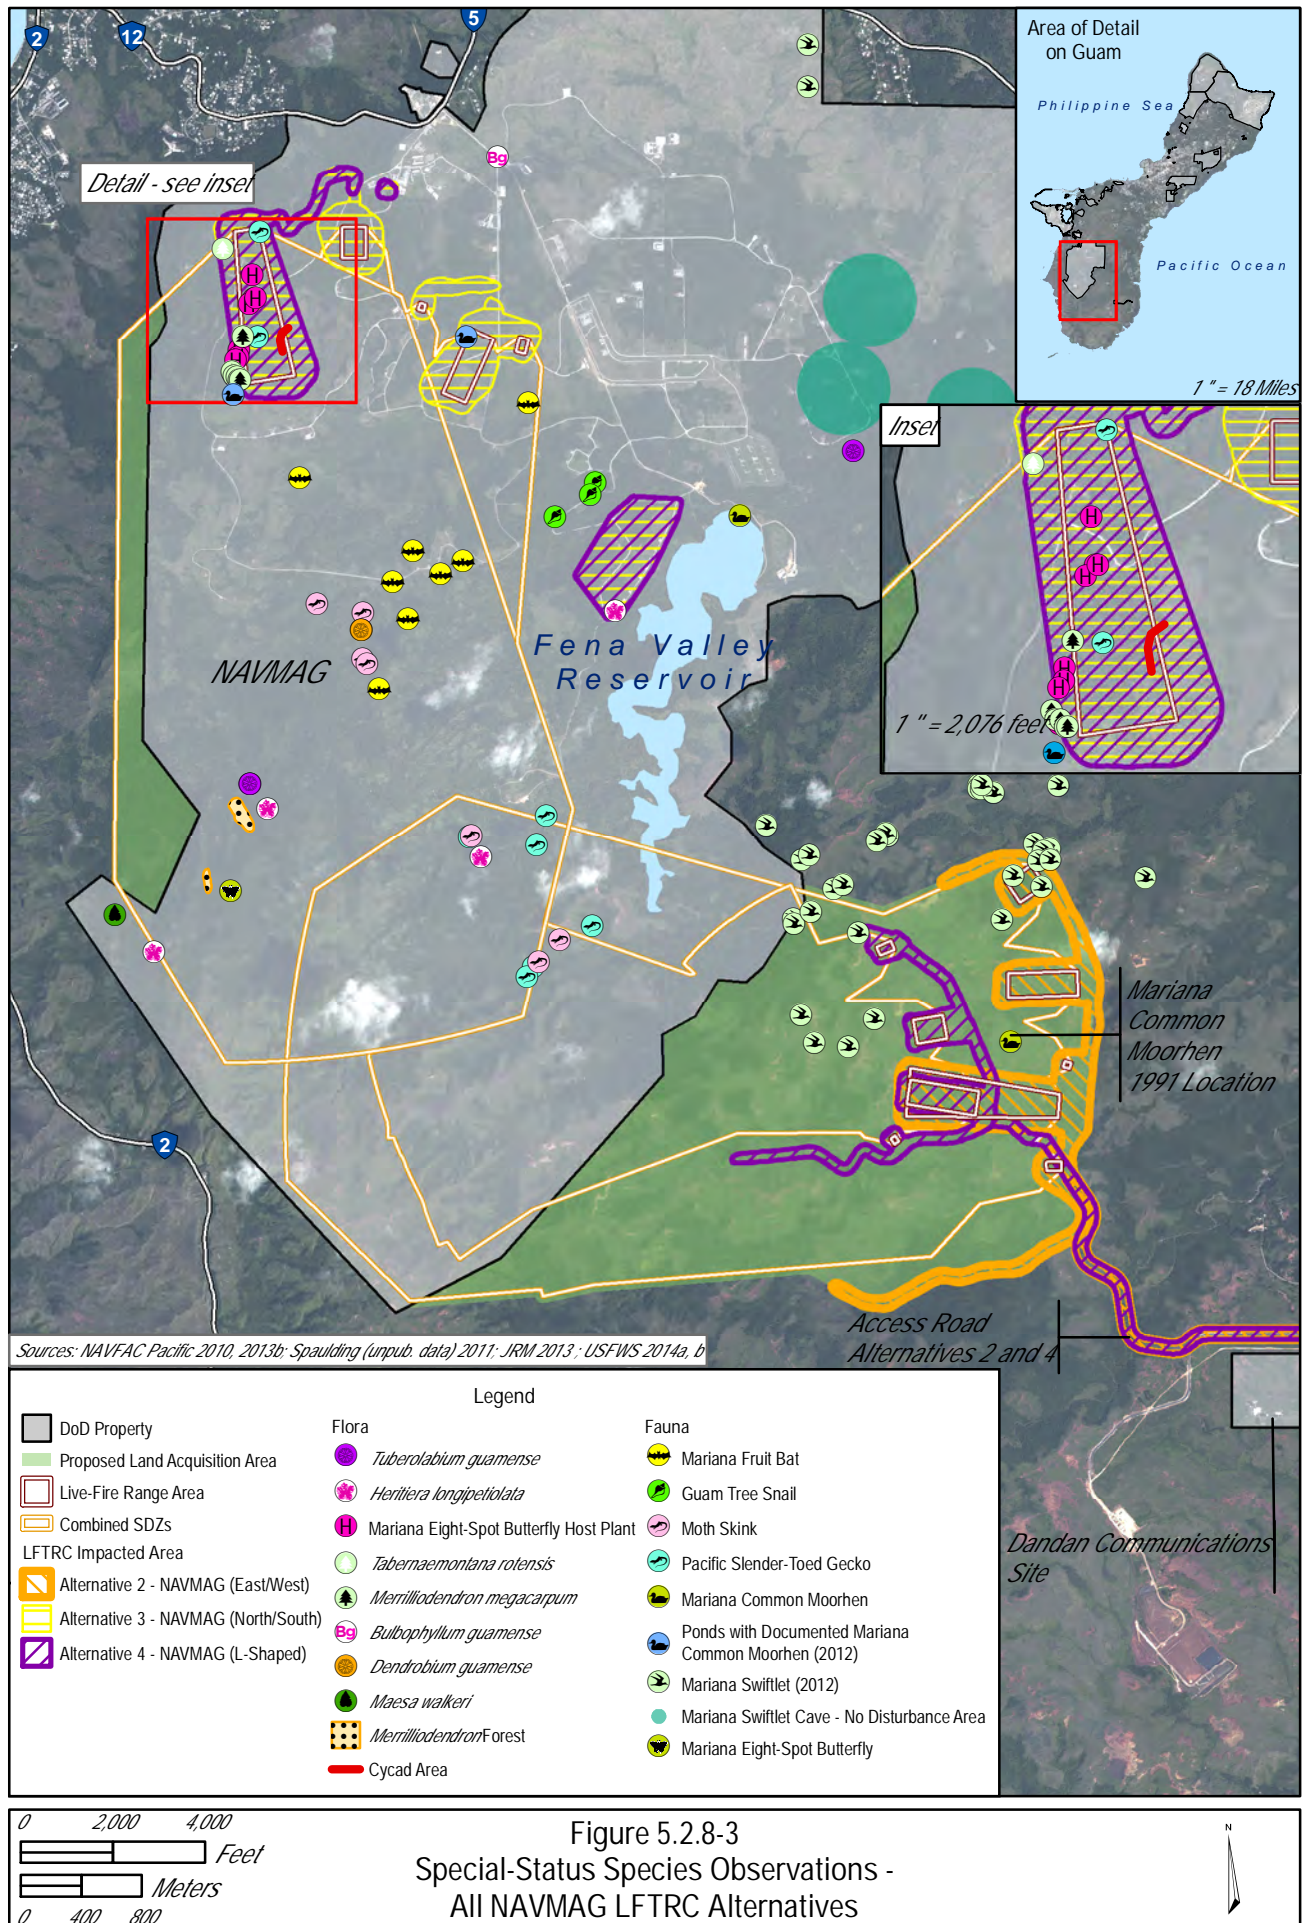 2
12
5
Area of Detail
on Guam
Philippine Sea
Pacific Ocean
1 " = 18 Miles
Bg
Detail - see inset
H
H
H
H
Inset
H
H
H
H
H
1 " = 2,076 feet
Fena Valley
Reservoir
NAVMAG
Mariana
Common
Moorhen
1991 Location
2
Access Road
Alternatives 2 and 4
Sources: NAVFAC Pacific 2010, 2013b; Spaulding (unpub. data) 2011; JRM 2013 ; USFWS 2014a, b
Dandan Communications
Site
Legend
DoD Property
Proposed Land Acquisition Area
Live-Fire Range Area
Combined SDZs
LFTRC Impacted Area
Alternative 2 - NAVMAG (East/West)
Alternative 3 - NAVMAG (North/South)
Alternative 4 - NAVMAG (L-Shaped)
Flora
Tuberolabium guamense
Heritiera longipetiolata
H Mariana Eight-Spot Butterfly Host Plant
Tabernaemontana rotensis
Merrilliodendron megacarpum
Bg Bulbophyllum guamense
Dendrobium guamense
Maesa walkeri
Merrilliodendron Forest
Cycad Area
Fauna
Mariana Fruit Bat
Guam Tree Snail
Moth Skink
Pacific Slender-Toed Gecko
Mariana Common Moorhen
Ponds with Documented Mariana
Common Moorhen (2012)
Mariana Swiftlet (2012)
Mariana Swiftlet Cave - No Disturbance Area
Mariana Eight-Spot Butterfly
0 2,000 4,000
Feet
Meters
0 400 800
Figure 5.2.8-3
Special-Status Species Observations -
All NAVMAG LFTRC Alternatives
N